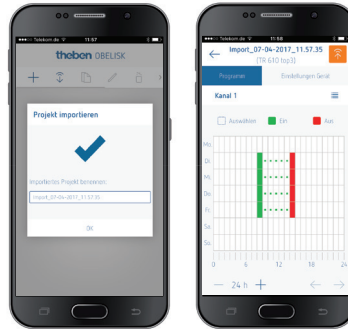 Telekom.de 11:57
theben OBELISK
Projekt importieren
Importiertes Projekt benennen:
Import_07-04-2017_11.57.35
OK
Telekom.de 11:58
Import_07-04-2017_11.57.35
(TR 610 top3)
Programm
Einstellungen Gerät
Kanal 1
Auswählen Ein Aus
Mo
Di
Mi
Do
Fr
Sa
So
0 6 12 18 24
24 h